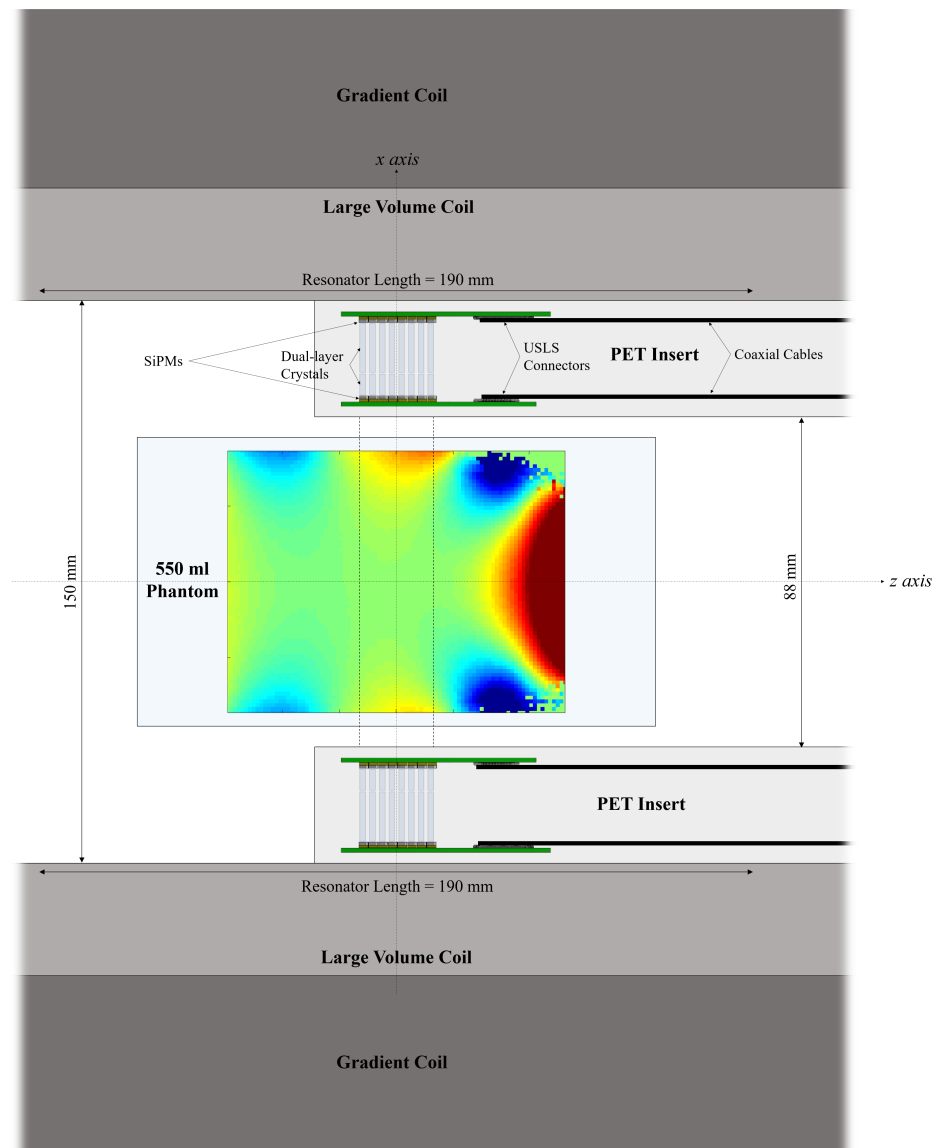 Gradient Coil
x axis
Large Volume Coil
Resonator Length = 190 mm
SiPMs
Dual-layer
Crystals
USLS
Connectors
PET Insert
Coaxial Cables
550 ml
Phantom
150 mm
88 mm
z axis
PET Insert
Resonator Length = 190 mm
Large Volume Coil
Gradient Coil